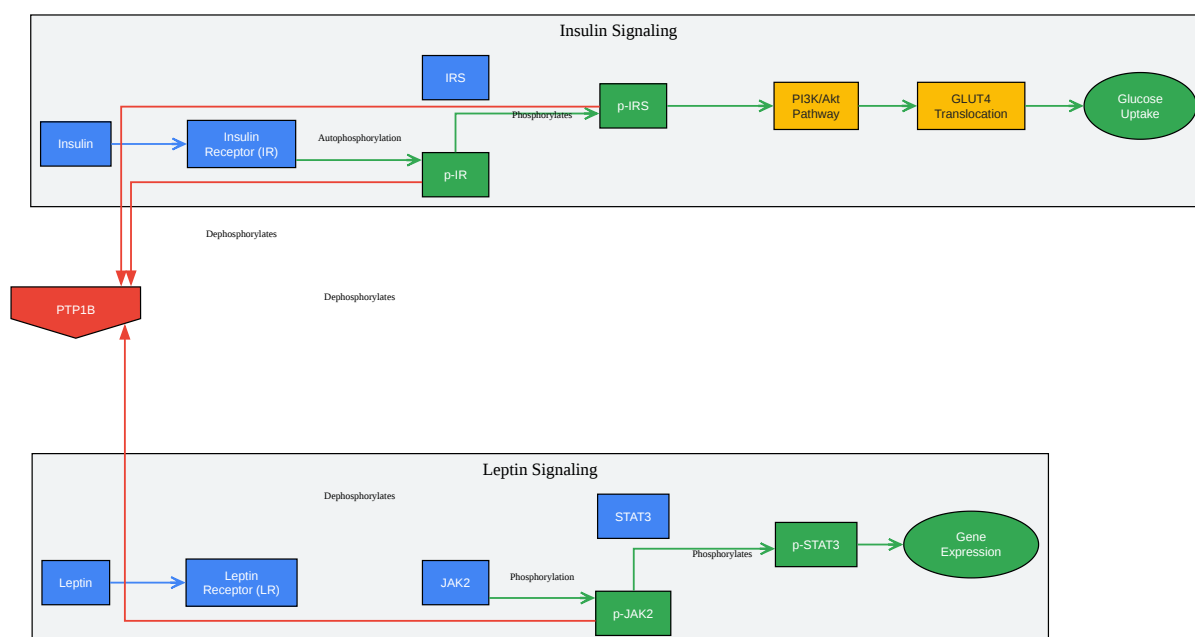 Insulin Signaling
IRS
p-IRS
PI3K/Akt
Pathway
GLUT4
Translocation
Glucose
Uptake
Phosphorylates
Insulin
Insulin
Receptor (IR)
Autophosphorylation
p-IR
Dephosphorylates
Dephosphorylates
PTP1B
Leptin Signaling
Dephosphorylates
STAT3
p-STAT3
Gene
Expression
Phosphorylates
Leptin
Leptin
Receptor (LR)
JAK2
Phosphorylation
p-JAK2